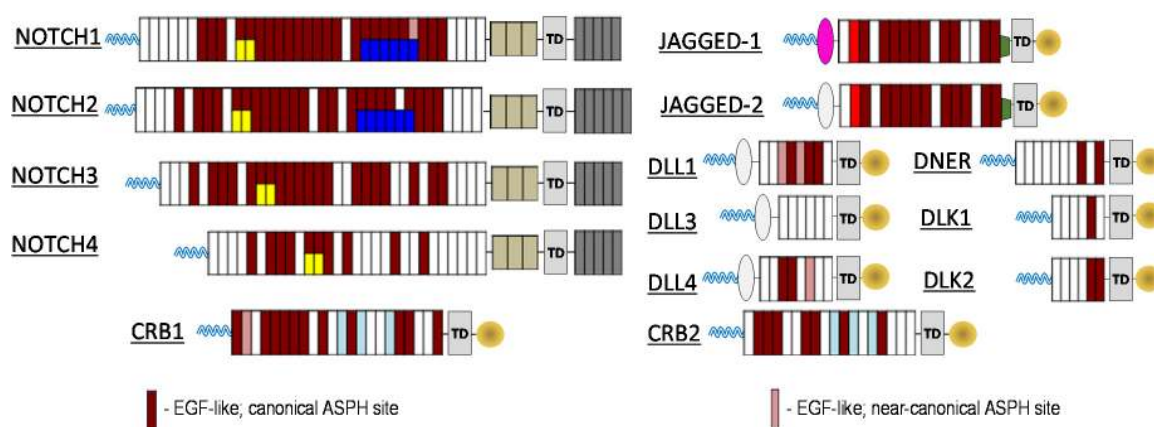 NOTCH1 TD JAGGED-1 TD
NOTCH2 TD JAGGED-2 TD
NOTCH3 TD DLL1 TD DNER TD
NOTCH4 TD DLL3 TD DLK1 TD
DLL4 TD DLK2 TD
CRB1 TD CRB2 TD
- EGF-like; canonical ASPH site - EGF-like; near-canonical ASPH site